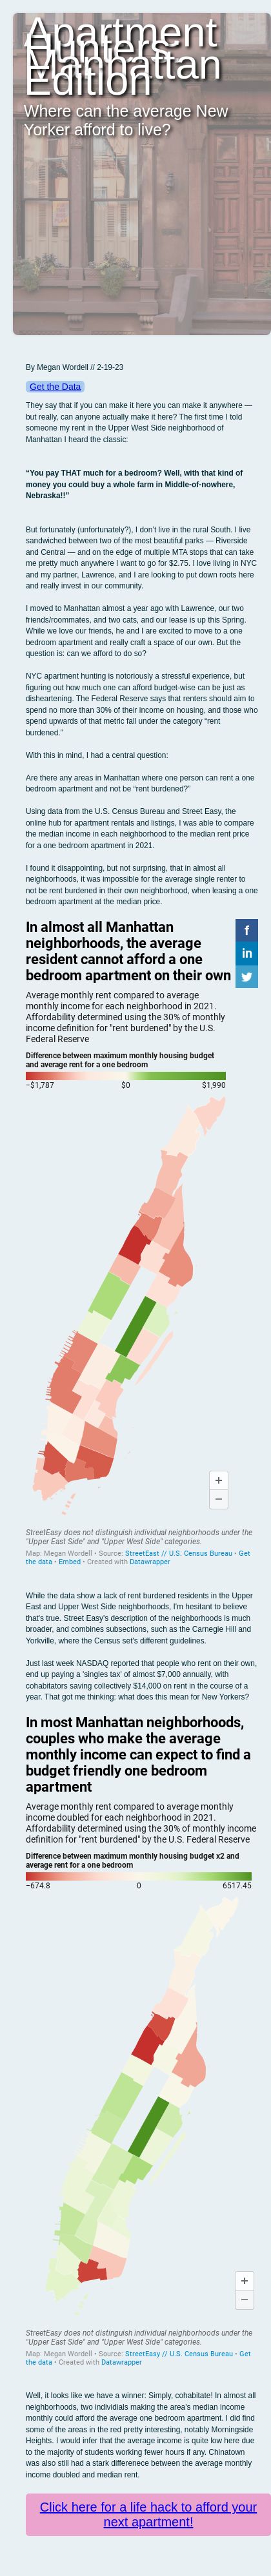 Apartment
Hunters:
Manhattan
Edition
Where can the average New
Yorker afford to live?
By Megan Wordell // 2-19-23
Get the Data
They say that if you can make it here you can make it anywhere —
but really, can anyone actually make it here? The first time I told
someone my rent in the Upper West Side neighborhood of
Manhattan I heard the classic:
“You pay THAT much for a bedroom? Well, with that kind of
money you could buy a whole farm in Middle-of-nowhere,
Nebraska!!”
But fortunately (unfortunately?), I don't live in the rural South. I live
sandwiched between two of the most beautiful parks — Riverside
and Central — and on the edge of multiple MTA stops that can take
me pretty much anywhere I want to go for $2.75. I love living in NYC
and my partner, Lawrence, and I are looking to put down roots here
and really invest in our community.
I moved to Manhattan almost a year ago with Lawrence, our two
friends/roommates, and two cats, and our lease is up this Spring.
While we love our friends, he and I are excited to move to a one
bedroom apartment and really craft a space of our own. But the
question is: can we afford to do so?
NYC apartment hunting is notoriously a stressful experience, but
figuring out how much one can afford budget-wise can be just as
disheartening. The Federal Reserve says that renters should aim to
spend no more than 30% of their income on housing, and those who
spend upwards of that metric fall under the category “rent
burdened.”
With this in mind, I had a central question:
Are there any areas in Manhattan where one person can rent a one
bedroom apartment and not be “rent burdened?”
Using data from the U.S. Census Bureau and Street Easy, the
online hub for apartment rentals and listings, I was able to compare
the median income in each neighborhood to the median rent price
for a one bedroom apartment in 2021.
I found it disappointing, but not surprising, that in almost all
neighborhoods, it was impossible for the average single renter to
not be rent burdened in their own neighborhood, when leasing a one
bedroom apartment at the median price.
In almost all Manhattan
neighborhoods, the average
resident cannot afford a one
bedroom apartment on their own
f
in
Average monthly rent compared to average
monthly income for each neighborhood in 2021.
Affordability determined using the 30% of monthly
income definition for "rent burdened" by the U.S.
Federal Reserve
Difference between maximum monthly housing budget
and average rent for a one bedroom
−$1,787 $0 $1,990
+
−
StreetEasy does not distinguish individual neighborhoods under the
"Upper East Side" and "Upper West Side" categories.
Map: Megan Wordell • Source: StreetEast // U.S. Census Bureau • Get
the data • Embed • Created with Datawrapper
While the data show a lack of rent burdened residents in the Upper
East and Upper West Side neighborhoods, I'm hesitant to believe
that's true. Street Easy's description of the neighborhoods is much
broader, and combines subsections, such as the Carnegie Hill and
Yorkville, where the Census set's different guidelines.
Just last week NASDAQ reported that people who rent on their own,
end up paying a 'singles tax' of almost $7,000 annually, with
cohabitators saving collectively $14,000 on rent in the course of a
year. That got me thinking: what does this mean for New Yorkers?
In most Manhattan neighborhoods,
couples who make the average
monthly income can expect to find a
budget friendly one bedroom
apartment
Average monthly rent compared to average monthly
income doubled for each neighborhood in 2021.
Affordability determined using the 30% of monthly income
definition for "rent burdened" by the U.S. Federal Reserve
Difference between maximum monthly housing budget x2 and
average rent for a one bedroom
−674.8 0 6517.45
+
−
StreetEasy does not distinguish individual neighborhoods under the
"Upper East Side" and "Upper West Side" categories.
Map: Megan Wordell • Source: StreetEasy // U.S. Census Bureau • Get
the data • Created with Datawrapper
Well, it looks like we have a winner: Simply, cohabitate! In almost all
neighborhoods, two individuals making the area's median income
monthly could afford the average one bedroom apartment. I did find
some of the areas in the red pretty interesting, notably Morningside
Heights. I would infer that the average income is quite low here due
to the majority of students working fewer hours if any. Chinatown
was also still had a stark differenece between the average monthly
income doubled and median rent.
Click here for a life hack to afford your
next apartment!